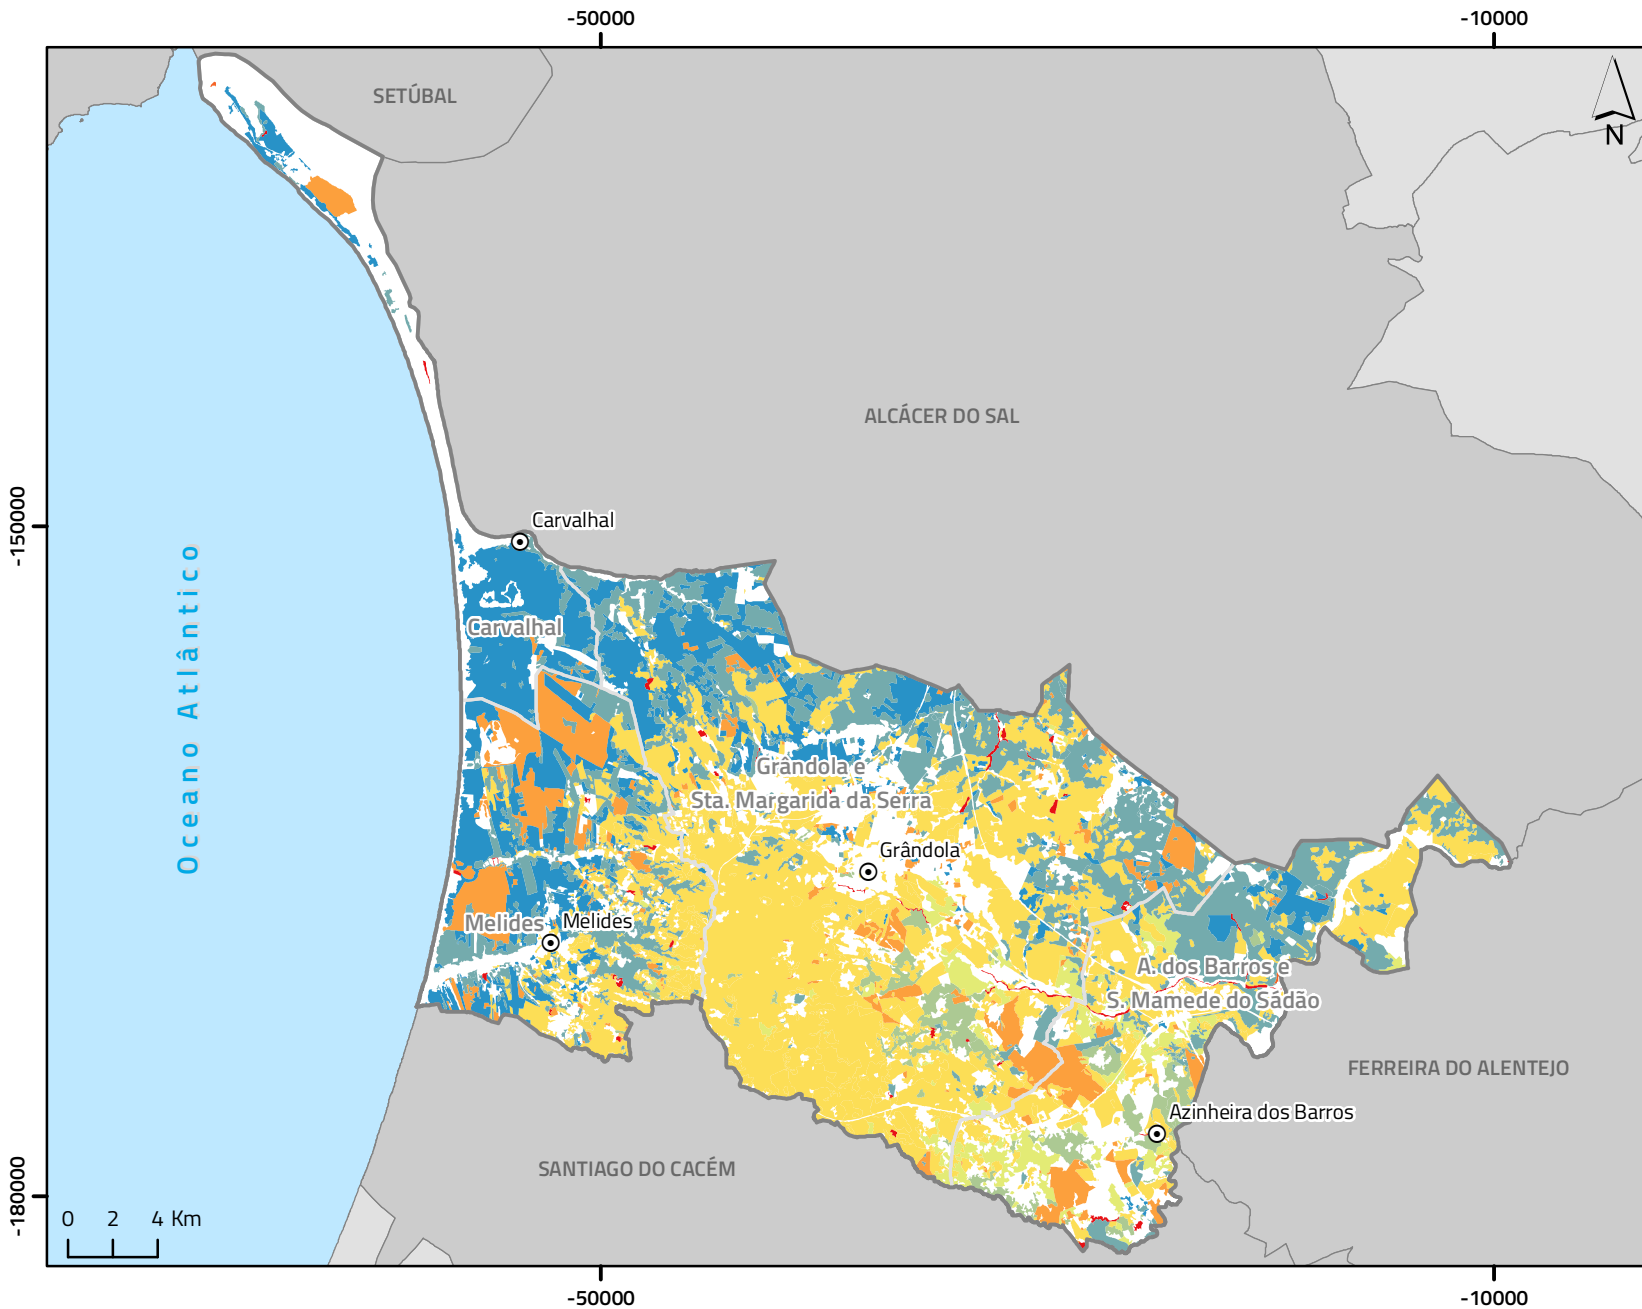 -50000
-10000
SETÚBAL
N
ALCÁCER DO SAL
-150000
Carvalhal
Oceano Atlântico
Carvalhal
Grândola e
Sta. Margarida da Serra
Grândola
Melides
Melides
A. dos Barros e
S. Mamede do Sádão
FERREIRA DO ALENTEJO
Azinheira dos Barros
SANTIAGO DO CACÉM
-180000
0 2 4 Km
-50000
-10000